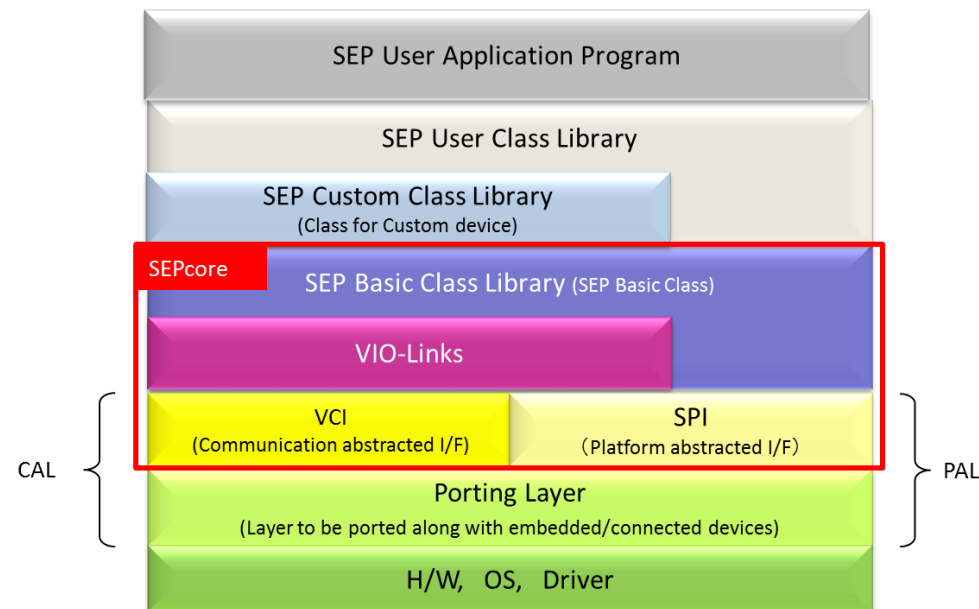 SEP User Application Program
SEP User Class Library
SEP Custom Class Library
(Class for Custom device)
SEPcore
SEP Basic Class Library (SEP Basic Class)
VIO-Links
VCI
(Communication abstracted I/F)
SPI
（Platform abstracted I/F）
CAL
PAL
Porting Layer
(Layer to be ported along with embedded/connected devices)
H/W, OS, Driver